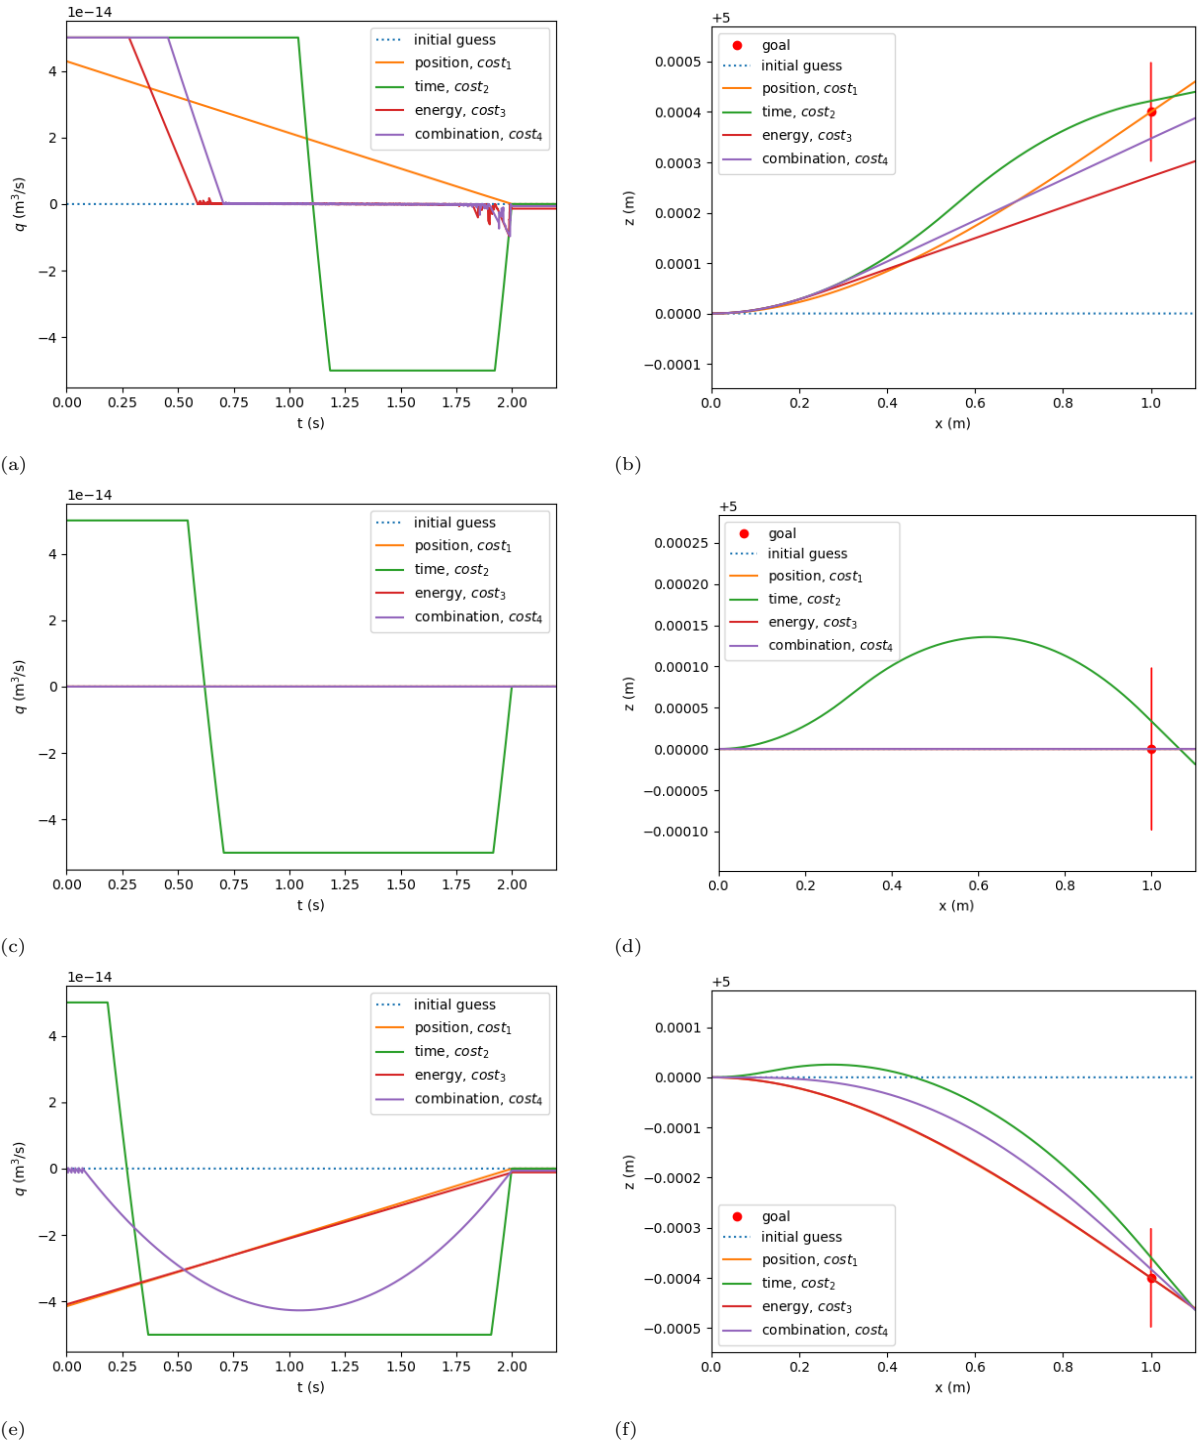 1e−14
initial guess
position, cost₁
time, cost₂
energy, cost₃
combination, cost₄
4
2
0
−2
−4
q (m³/s)
0.00 0.25 0.50 0.75 1.00 1.25 1.50 1.75 2.00
t (s)
(a)
+5
goal
initial guess
position, cost₁
time, cost₂
energy, cost₃
combination, cost₄
0.0005
0.0004
0.0003
0.0002
0.0001
0.0000
−0.0001
z (m)
0.0 0.2 0.4 0.6 0.8 1.0
x (m)
(b)
1e−14
initial guess
position, cost₁
time, cost₂
energy, cost₃
combination, cost₄
4
2
0
−2
−4
q (m³/s)
0.00 0.25 0.50 0.75 1.00 1.25 1.50 1.75 2.00
t (s)
(c)
+5
goal
initial guess
position, cost₁
time, cost₂
energy, cost₃
combination, cost₄
0.00025
0.00020
0.00015
0.00010
0.00005
0.00000
−0.00005
−0.00010
z (m)
0.0 0.2 0.4 0.6 0.8 1.0
x (m)
(d)
1e−14
initial guess
position, cost₁
time, cost₂
energy, cost₃
combination, cost₄
4
2
0
−2
−4
q (m³/s)
0.00 0.25 0.50 0.75 1.00 1.25 1.50 1.75 2.00
t (s)
(e)
+5
0.0001
0.0000
−0.0001
−0.0002
−0.0003
−0.0004
−0.0005
z (m)
goal
initial guess
position, cost₁
time, cost₂
energy, cost₃
combination, cost₄
0.0 0.2 0.4 0.6 0.8 1.0
x (m)
(f)